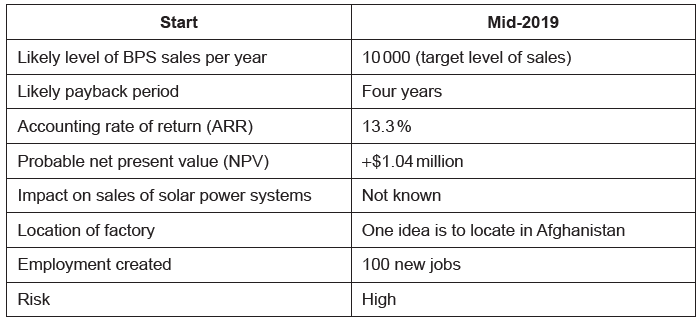 Start Mid-2019
Likely level of BPS sales per year 10 000 (target level of sales)
Likely payback period Four years
Accounting rate of return (ARR) 13.3 %
Probable net present value (NPV) +$1.04 million
Impact on sales of solar power systems Not known
Location of factory One idea is to locate in Afghanistan
Employment created 100 new jobs
Risk High